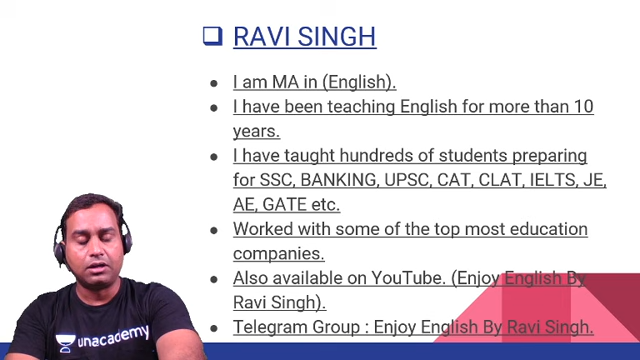 RAVI SINGH
I am MA in (English).
I have been teaching English for more than 10
years.
I have taught hundreds of students preparing
for SSC, BANKING, UPSC, CAT, CLAT, IELTS, JE,
AE, GATE etc.
Worked with some of the top most education
companies.
Also available on YouTube. (Enjoy English By
Ravi Singh).
Telegram Group : Enjoy English By Ravi Singh.
unacademy